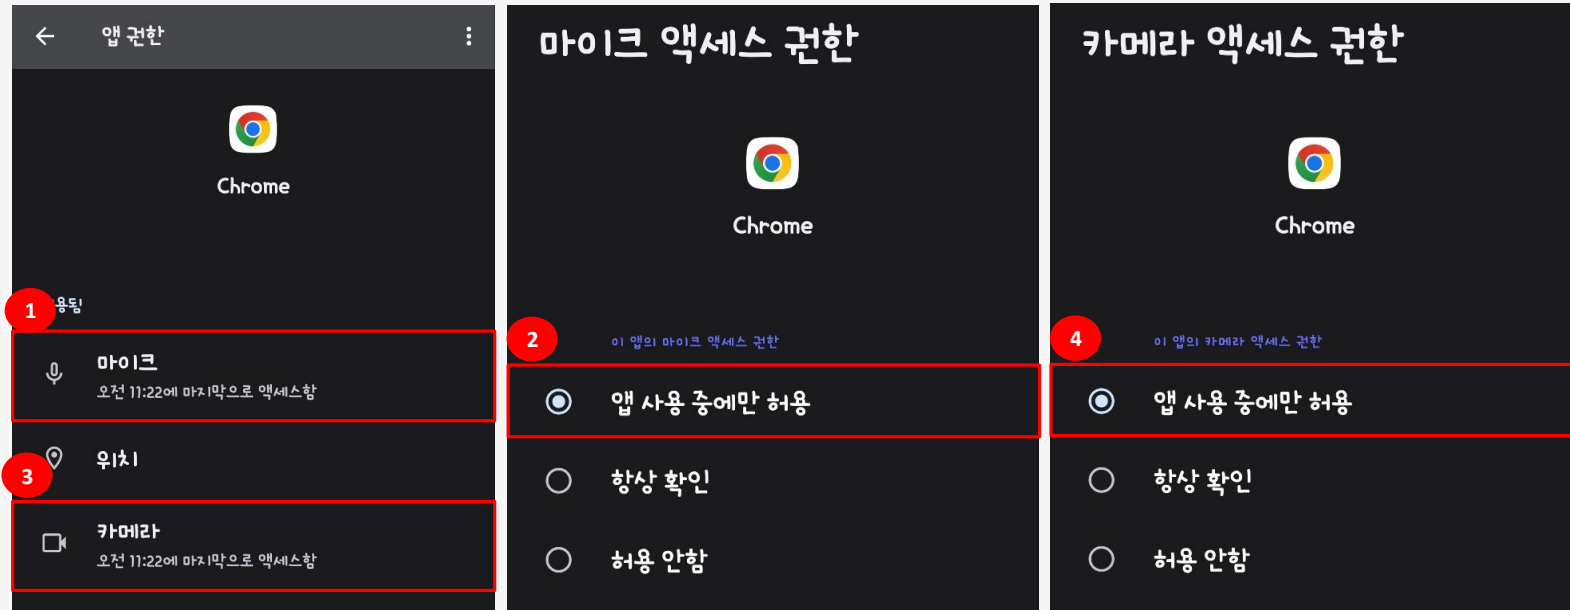 앱 권한
Chrome
1
용됨
마이크
오전 11:22에 마지막으로 액세스함
위치
3
카메라
오전 11:22에 마지막으로 액세스함
마이크 액세스 권한
Chrome
2
이 앱의 마이크 액세스 권한
앱 사용 중에만 허용
항상 확인
허용 안함
카메라 액세스 권한
Chrome
4
이 앱의 카메라 액세스 권한
앱 사용 중에만 허용
항상 확인
허용 안함